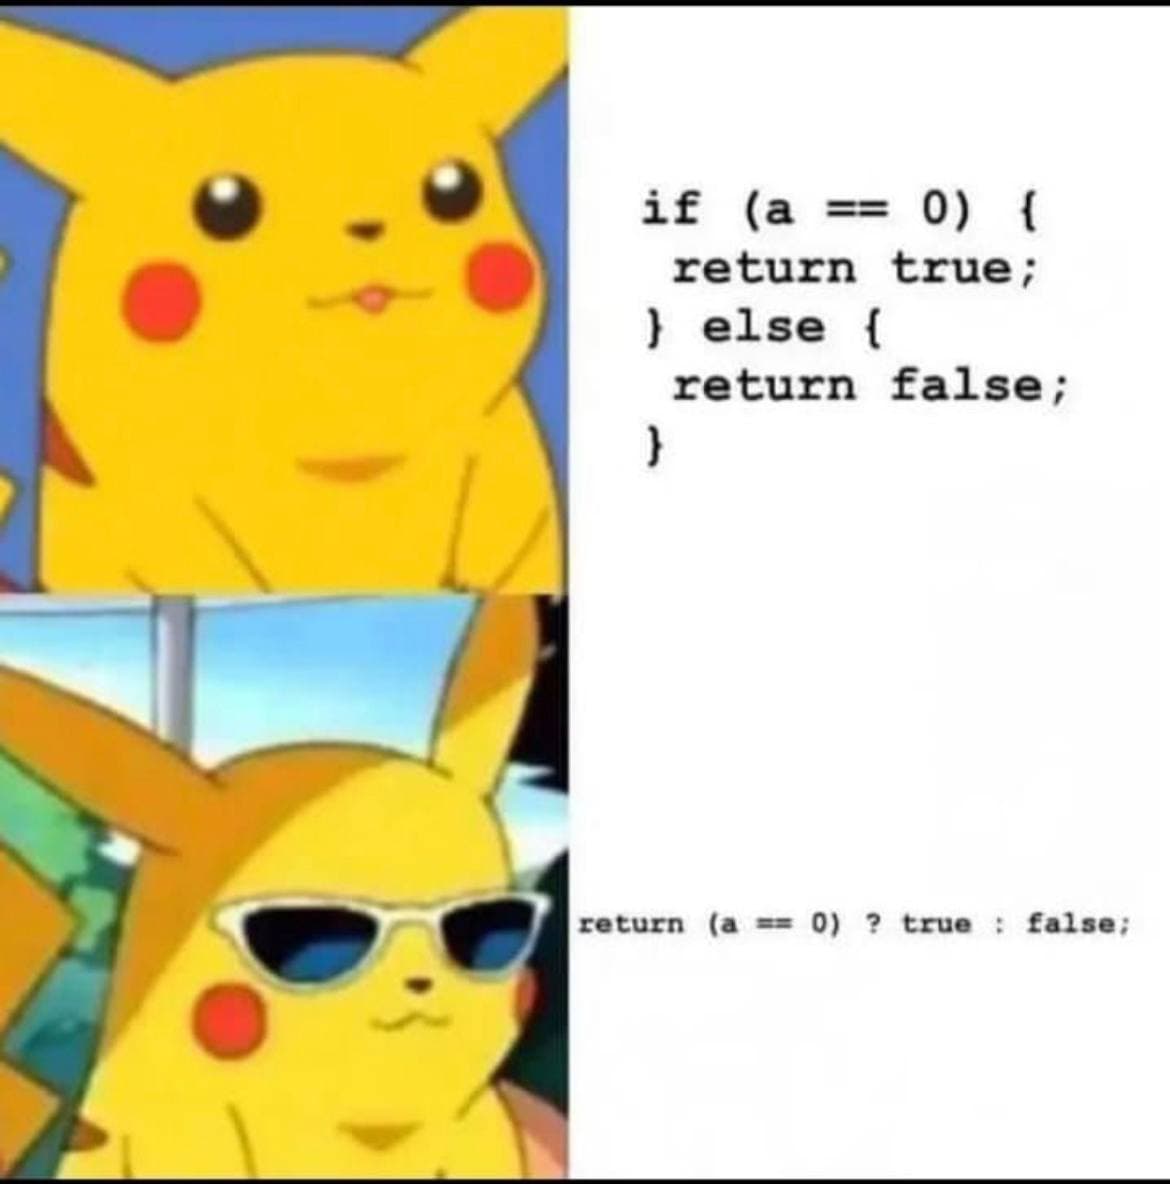 if (a == 0) {
return true;
} else {
return false;
}
return (a == 0) ? true : false;